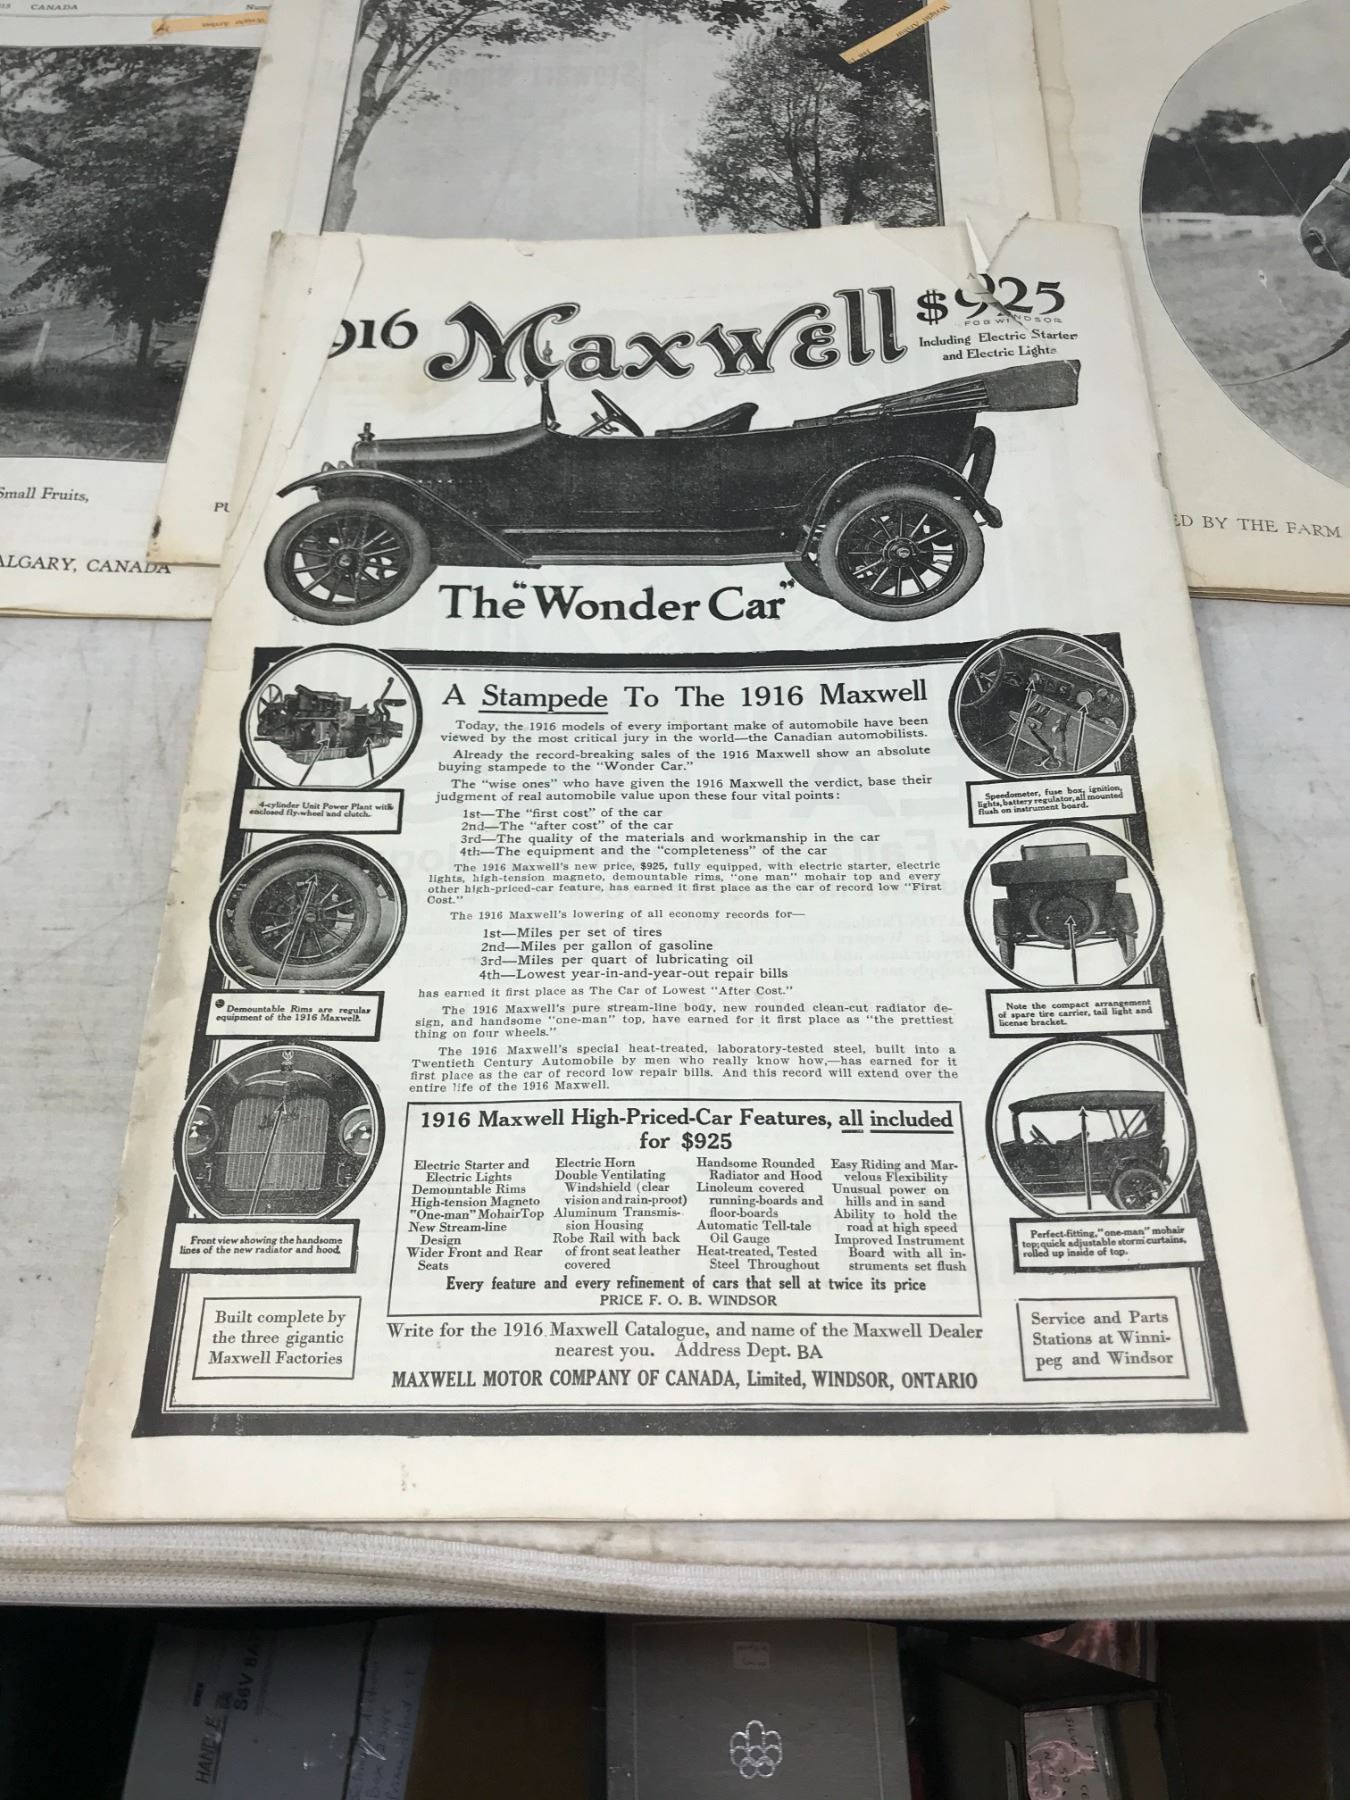 CANADA
Small Fruits,
ALGARY, CANADA
PU
ED BY THE FARM
916 Maxwell $925
F O B WINDSOR
Including Electric Starter
and Electric Lights
The "Wonder Car"
A Stampede To The 1916 Maxwell
Today, the 1916 models of every important make of automobile have been
viewed by the most critical jury in the world—the Canadian automobilists.
Already the record-breaking sales of the 1916 Maxwell show an absolute
buying stampede to the "Wonder Car."
The "wise ones" who have given the 1916 Maxwell the verdict, base their
judgment of real automobile value upon these four vital points:
1st—The "first cost" of the car
2nd—The "after cost" of the car
3rd—The quality of the materials and workmanship in the car
4th—The equipment and the "completeness" of the car
The 1916 Maxwell's new price, $925, fully equipped, with electric starter, electric
lights, high-tension magneto, demountable rims, "one man" mohair top and every
other high-priced-car feature, has earned it first place as the car of record low "First
Cost."
The 1916 Maxwell's lowering of all economy records for—
1st—Miles per set of tires
2nd—Miles per gallon of gasoline
3rd—Miles per quart of lubricating oil
4th—Lowest year-in-and-year-out repair bills
has earned it first place as The Car of Lowest "After Cost."
The 1916 Maxwell's pure stream-line body, new rounded clean-cut radiator de-
sign, and handsome "one-man" top, have earned for it first place as "the prettiest
thing on four wheels."
The 1916 Maxwell's special heat-treated, laboratory-tested steel, built into a
Twentieth Century Automobile by men who really know how,—has earned for it
first place as the car of record low repair bills. And this record will extend over the
entire life of the 1916 Maxwell.
4-cylinder Unit Power Plant with
enclosed fly-wheel and clutch.
Demountable Rims are regular
equipment of the 1916 Maxwell.
Front view showing the handsome
lines of the new radiator and hood.
Speedometer, fuse box, ignition,
lights, battery regulator, all mounted
flush on instrument board.
Note the compact arrangement
of spare tire carrier, tail light and
license bracket.
Perfect-fitting, "one-man" mohair
top; quick adjustable storm curtains,
rolled up inside of top.
1916 Maxwell High-Priced-Car Features, all included
for $925
Electric Starter and
Electric Lights
Demountable Rims
High-tension Magneto
"One-man" Mohair Top
New Stream-line
Design
Wider Front and Rear
Seats
Electric Horn
Double Ventilating
Windshield (clear
vision and rain-proof)
Aluminum Transmis-
sion Housing
Robe Rail with back
of front seat leather
covered
Handsome Rounded
Radiator and Hood
Linoleum covered
running-boards and
floor-boards
Automatic Tell-tale
Oil Gauge
Heat-treated, Tested
Steel Throughout
Easy Riding and Mar-
velous Flexibility
Unusual power on
hills and in sand
Ability to hold the
road at high speed
Improved Instrument
Board with all in-
struments set flush
Every feature and every refinement of cars that sell at twice its price
PRICE F. O. B. WINDSOR
Built complete by
the three gigantic
Maxwell Factories
Write for the 1916 Maxwell Catalogue, and name of the Maxwell Dealer
nearest you. Address Dept. BA
MAXWELL MOTOR COMPANY OF CANADA, Limited, WINDSOR, ONTARIO
Service and Parts
Stations at Winni-
peg and Windsor
HANDLE